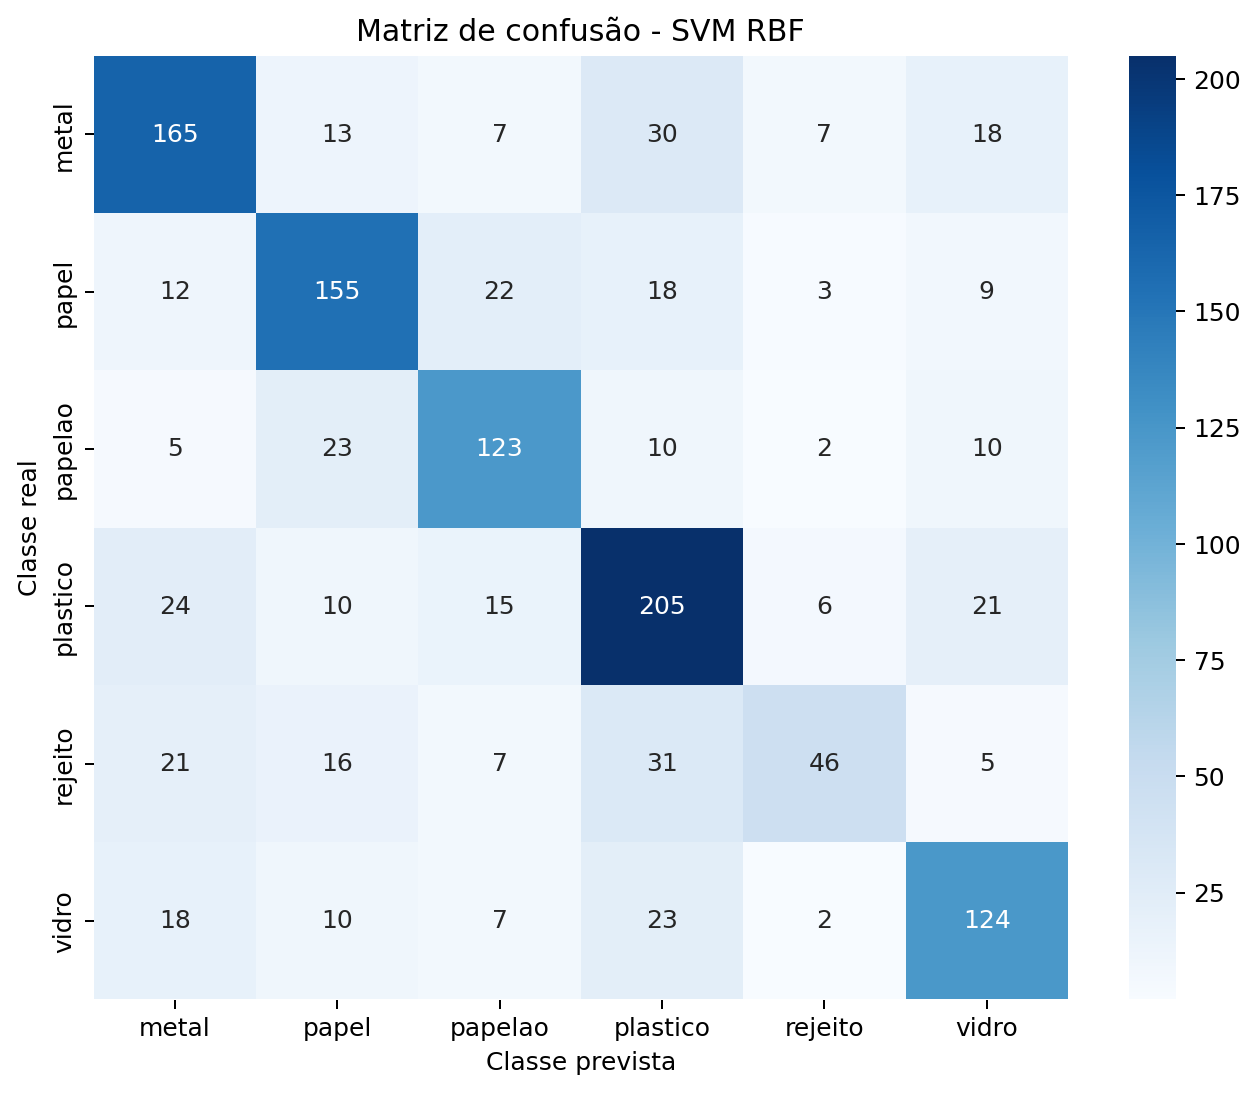 Matriz de confusão - SVM RBF
metal 165 13 7 30 7 18
papel 12 155 22 18 3 9
papelao 5 23 123 10 2 10
plastico 24 10 15 205 6 21
rejeito 21 16 7 31 46 5
vidro 18 10 7 23 2 124
metal papel papelao plastico rejeito vidro
Classe prevista
Classe real
200
175
150
125
100
75
50
25